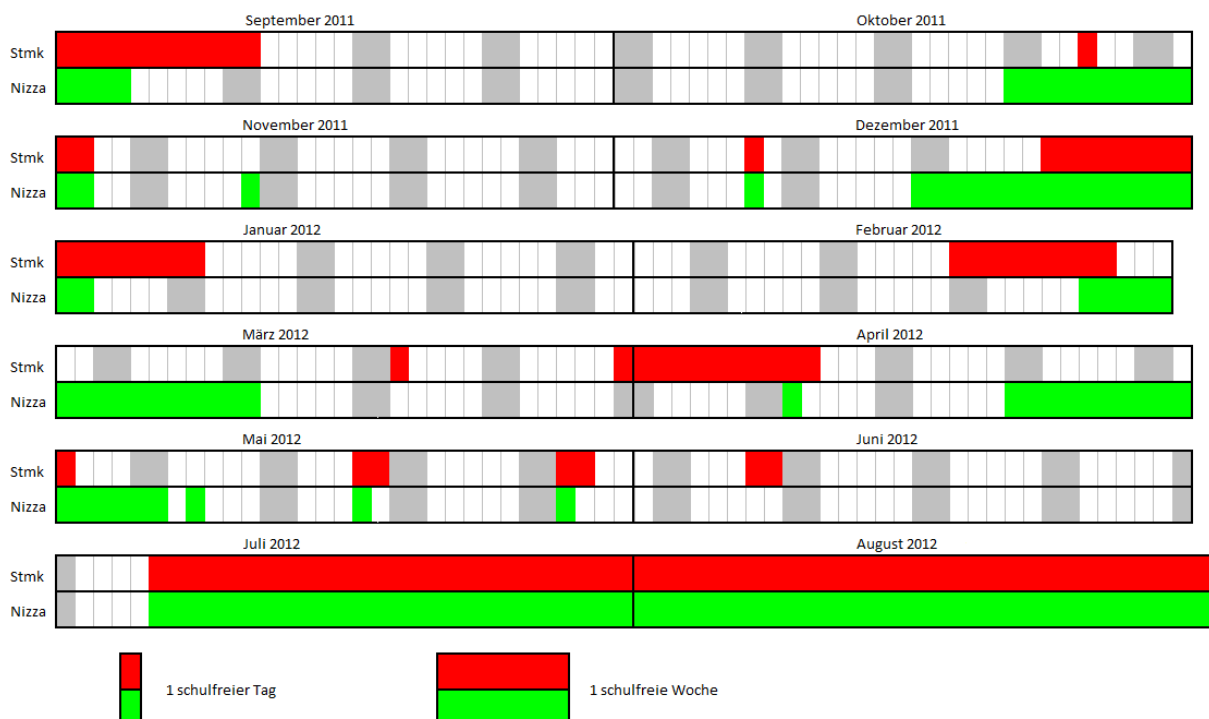 September 2011 Oktober 2011
Stmk
Nizza
November 2011 Dezember 2011
Stmk
Nizza
Januar 2012 Februar 2012
Stmk
Nizza
März 2012 April 2012
Stmk
Nizza
Mai 2012 Juni 2012
Stmk
Nizza
Juli 2012 August 2012
Stmk
Nizza
1 schulfreier Tag 1 schulfreie Woche